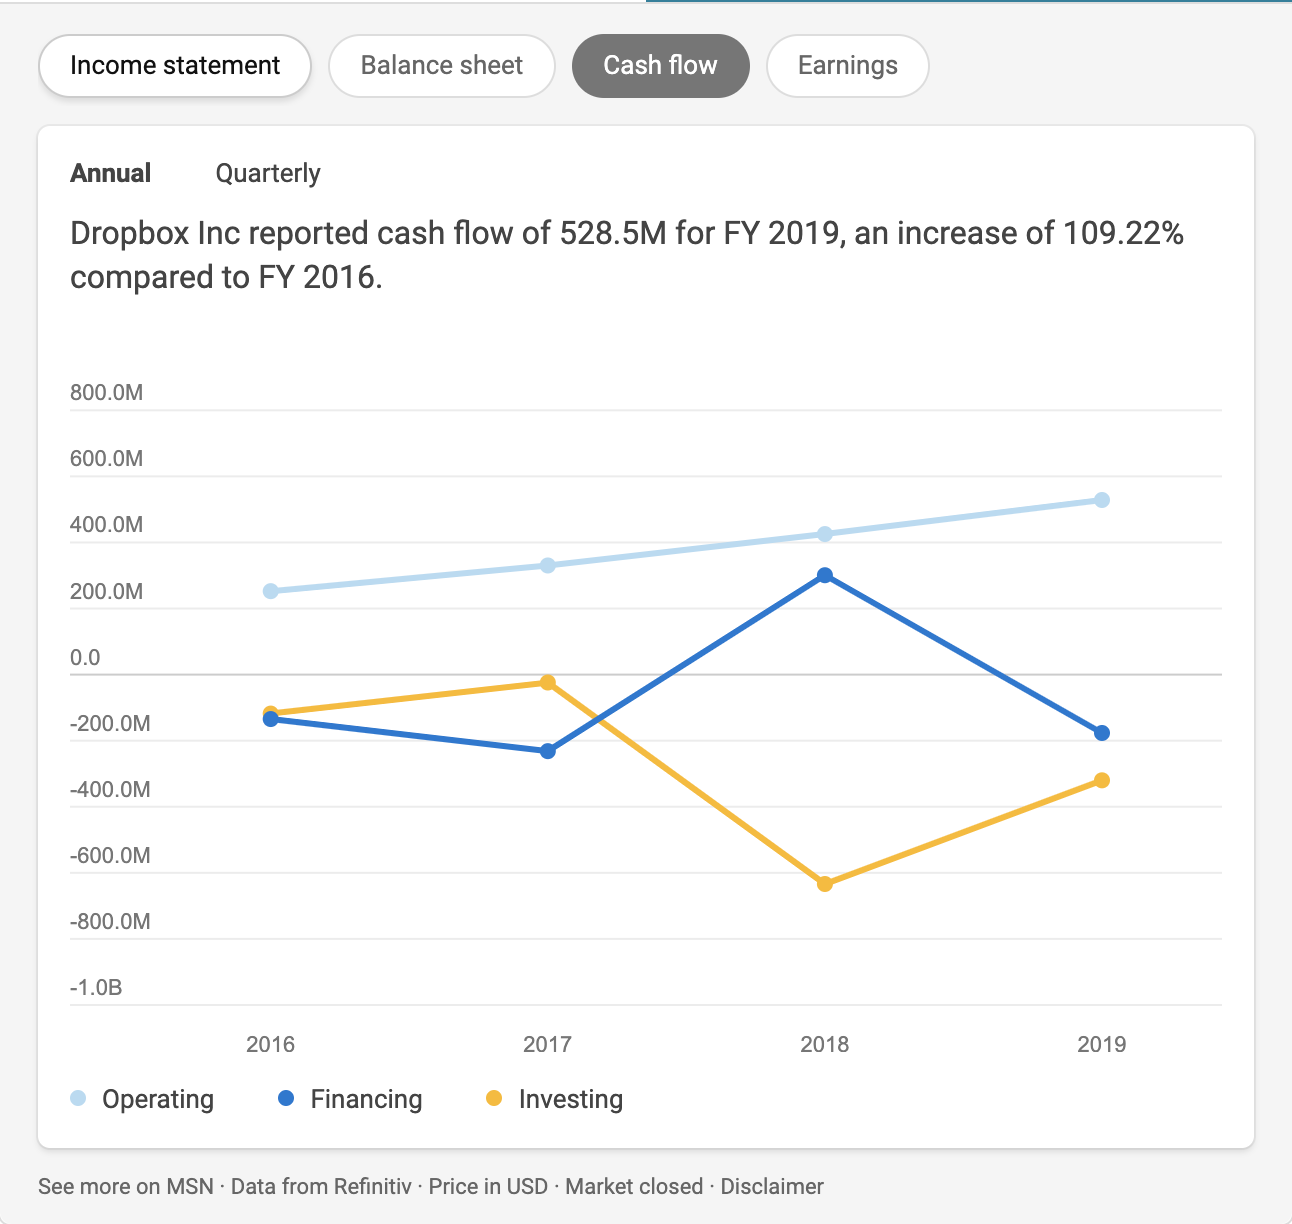 Income statement
Balance sheet
Cash flow
Earnings
Annual
Quarterly
Dropbox Inc reported cash flow of 528.5M for FY 2019, an increase of 109.22%
compared to FY 2016.
800.0M
600.0M
400.0M
200.0M
0.0
-200.0M
-400.0M
-600.0M
-800.0M
-1.0B
2016
2017
2018
2019
Operating
Financing
Investing
See more on MSN · Data from Refinitiv · Price in USD · Market closed · Disclaimer